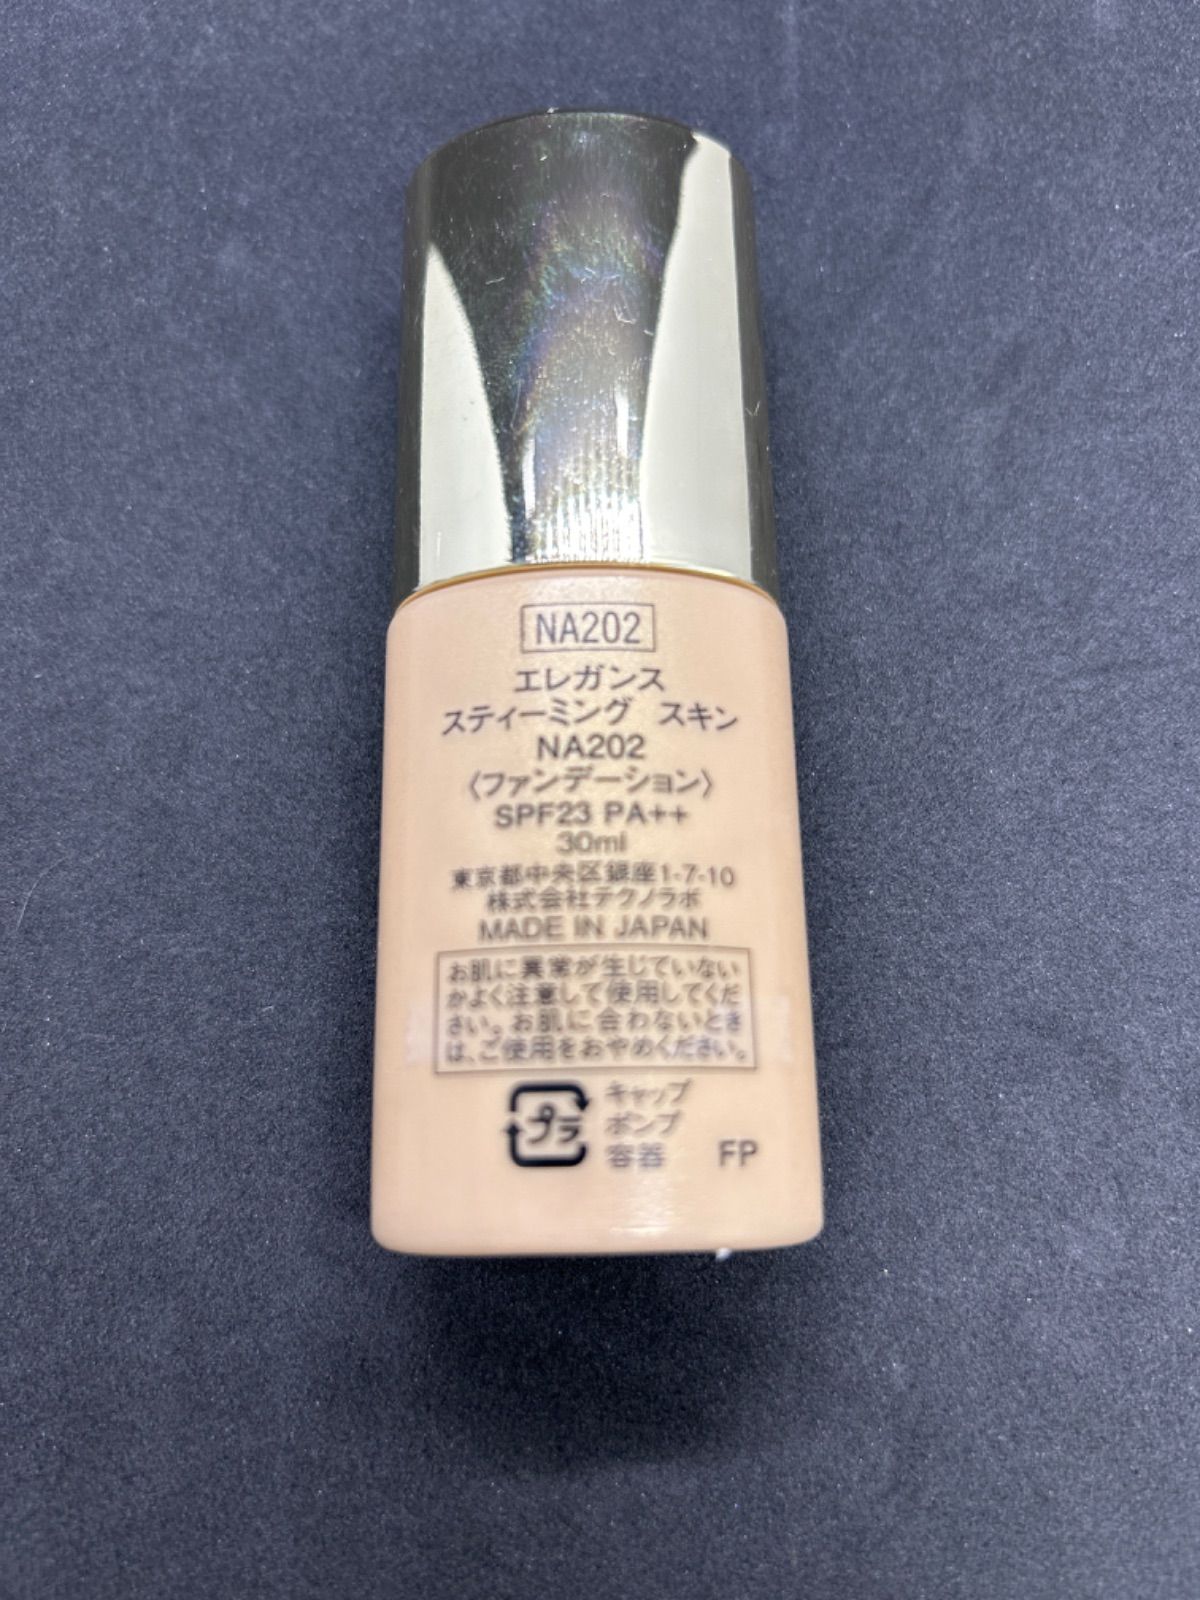 NA202
エレガンス
スティーミング スキン
NA202
〈ファンデーション〉
SPF23 PA++
30ml
東京都中央区銀座1-7-10
株式会社テクノラボ
MADE IN JAPAN
お肌に異常が生じていない
かよく注意して使用してくだ
さい。お肌に合わないとき
は、ご使用をおやめください。
プラ
キャップ
ポンプ
容器
FP